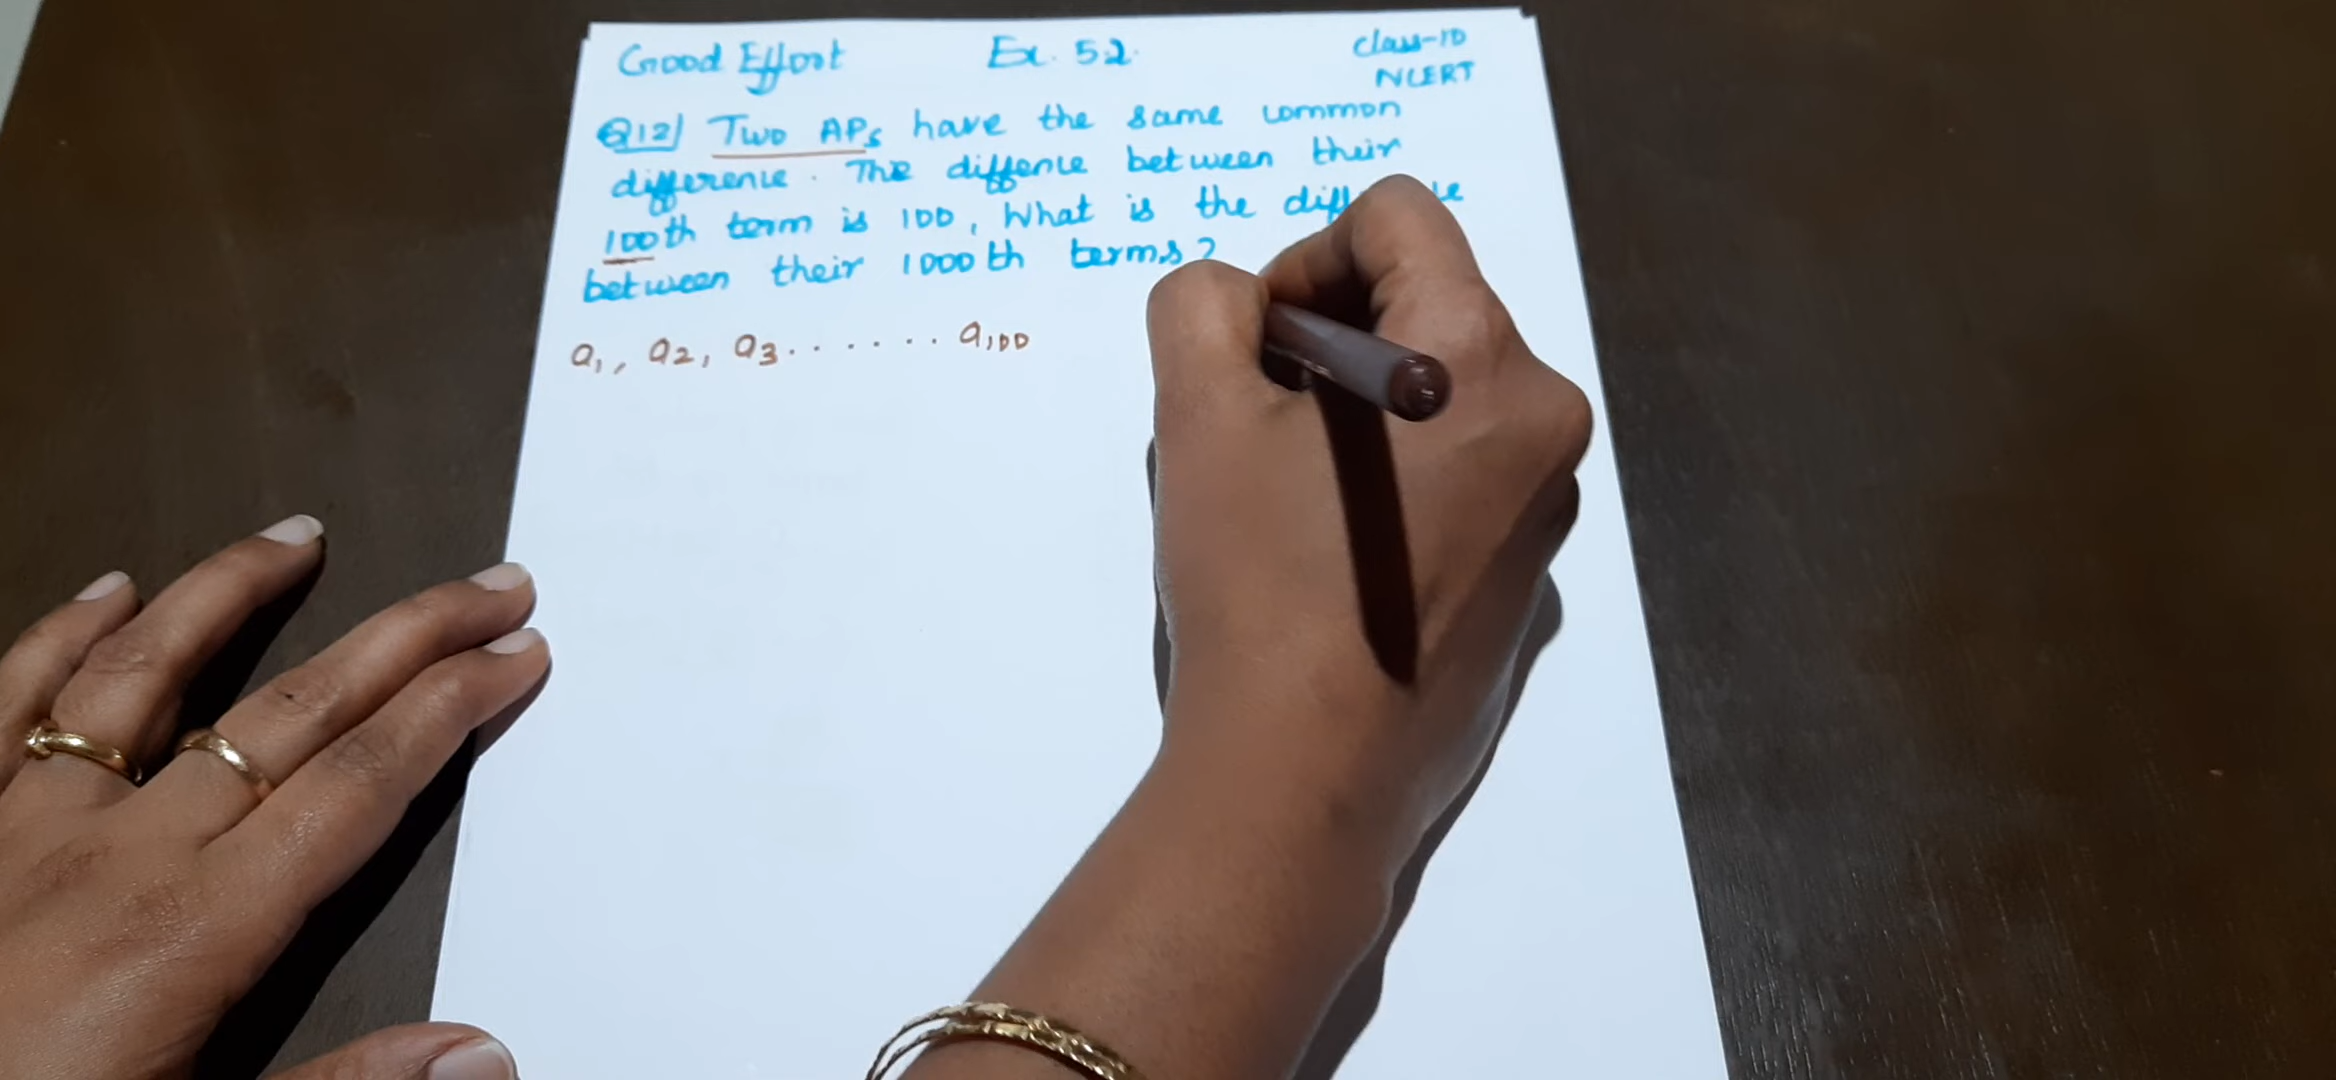 Good Effort Ex. 5.2. Class-10
NCERT
Q12) Two APs have the same common
difference. The diffence between their
100th term is 100, What is the
between their 1000th terms?
a1, a2, a3....... a100